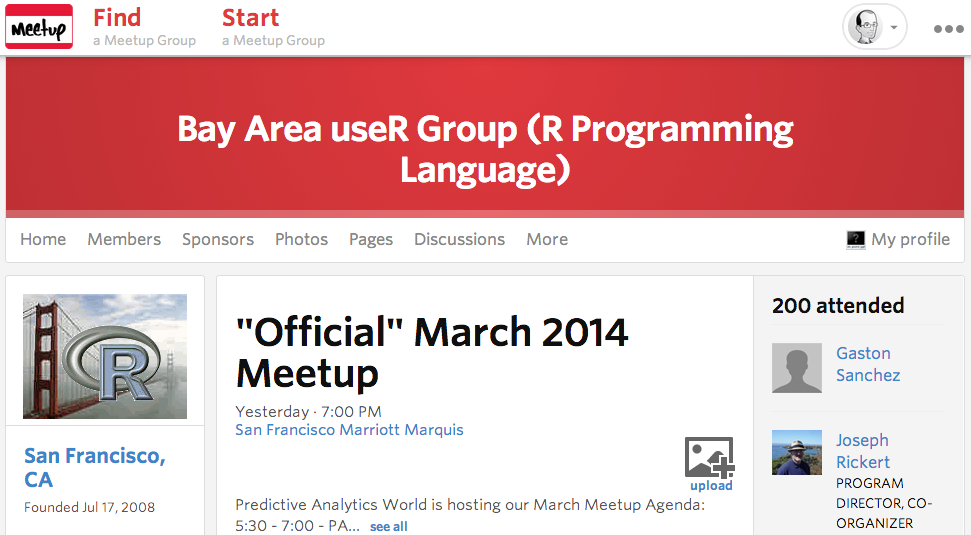 Meetup
Find
a Meetup Group
Start
a Meetup Group
Bay Area useR Group (R Programming
Language)
Home Members Sponsors Photos Pages Discussions More
My profile
R
San Francisco,
CA
Founded Jul 17, 2008
"Official" March 2014
Meetup
Yesterday · 7:00 PM
San Francisco Marriott Marquis
upload
Predictive Analytics World is hosting our March Meetup Agenda:
5:30 - 7:00 - PA... see all
200 attended
Gaston
Sanchez
Joseph
Rickert
PROGRAM
DIRECTOR, CO-
ORGANIZER